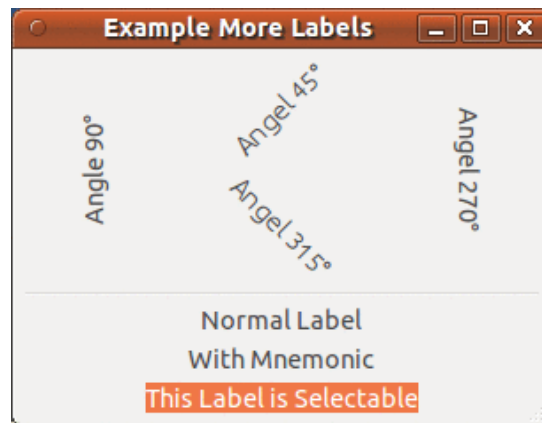 Example More Labels
Angle 90°
Angel 45°
Angel 315°
Angel 270°
Normal Label
With Mnemonic
This Label is Selectable